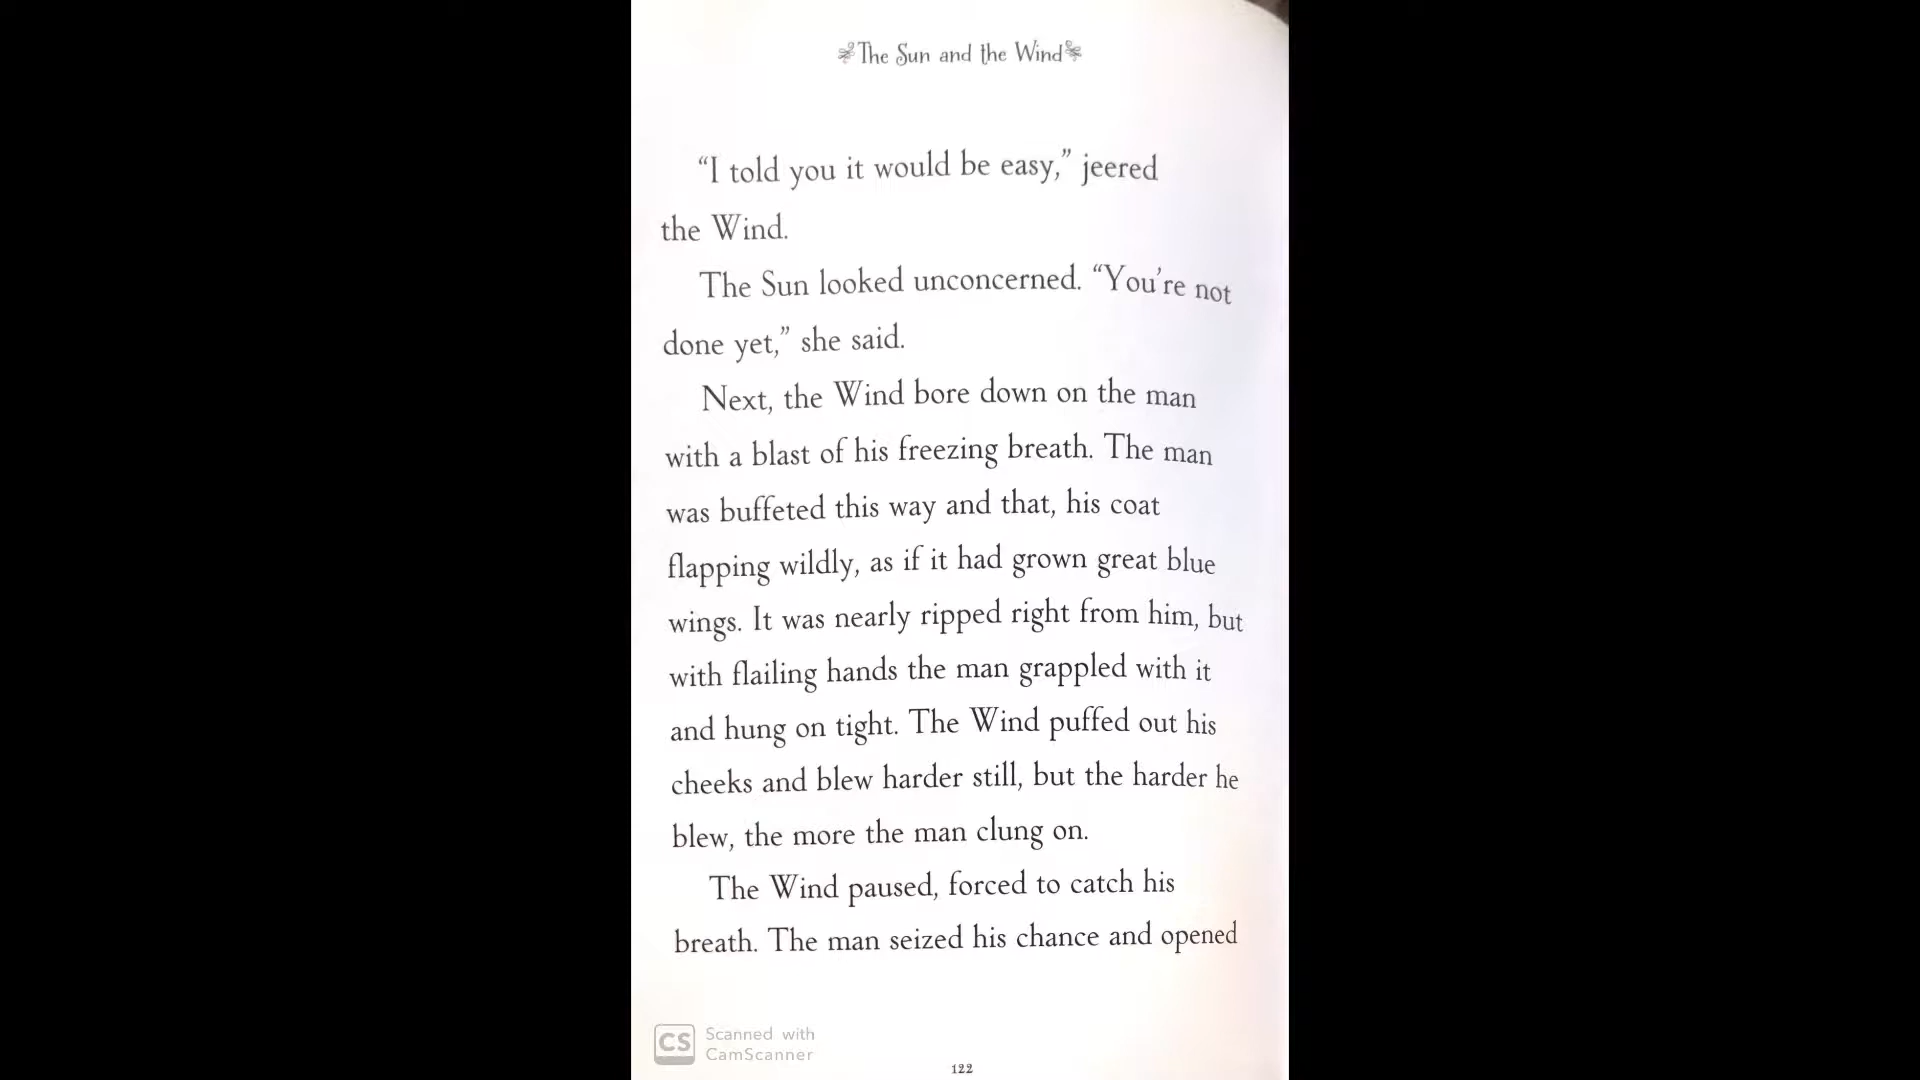 The Sun and the Wind
“I told you it would be easy,” jeered
the Wind.
The Sun looked unconcerned. “You’re not
done yet,” she said.
Next, the Wind bore down on the man
with a blast of his freezing breath. The man
was buffeted this way and that, his coat
flapping wildly, as if it had grown great blue
wings. It was nearly ripped right from him, but
with flailing hands the man grappled with it
and hung on tight. The Wind puffed out his
cheeks and blew harder still, but the harder he
blew, the more the man clung on.
The Wind paused, forced to catch his
breath. The man seized his chance and opened
CS Scanned with
CamScanner
122